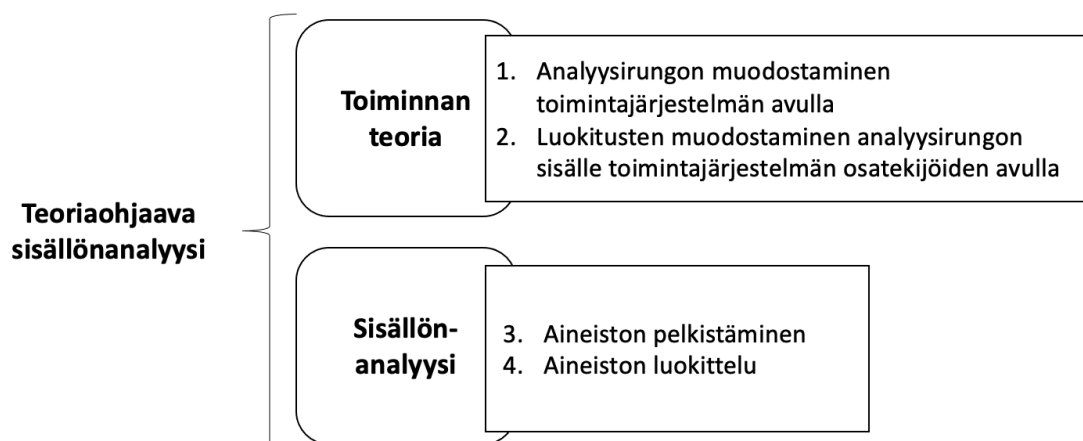 Teoriaohjaava
sisällönanalyysi
Toiminnan
teoria
1. Analyysirungon muodostaminen
toimintajärjestelmän avulla
2. Luokitusten muodostaminen analyysirungon
sisälle toimintajärjestelmän osatekijöiden avulla
Sisällön-
analyysi
3. Aineiston pelkistäminen
4. Aineiston luokittelu